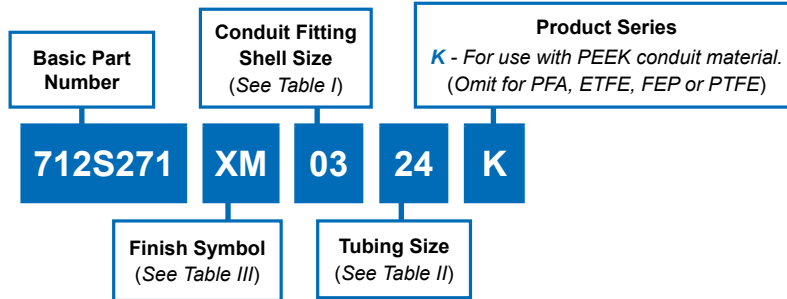 Basic Part
Number
Conduit Fitting
Shell Size
(See Table I)
Product Series
K - For use with PEEK conduit material.
(Omit for PFA, ETFE, FEP or PTFE)
712S271 XM 03 24 K
Finish Symbol
(See Table III)
Tubing Size
(See Table II)